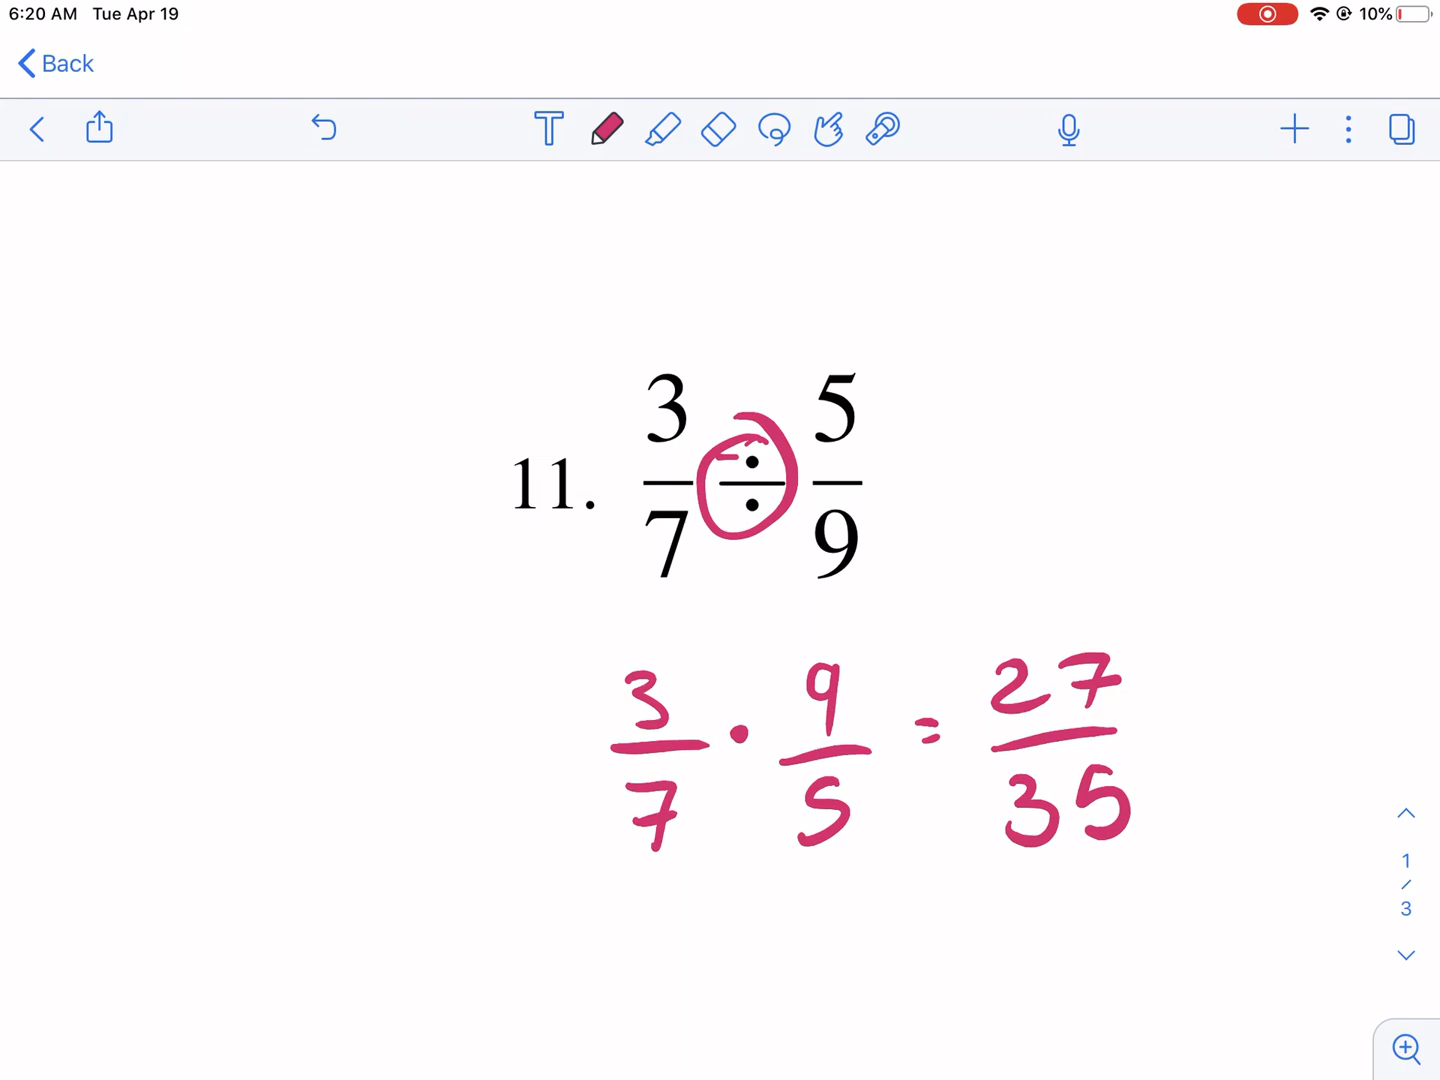 6:20 AM Tue Apr 19 10%
Back
T
11. 3/7 ÷ 5/9
3/7 · 9/5 = 27/35
1
/
3